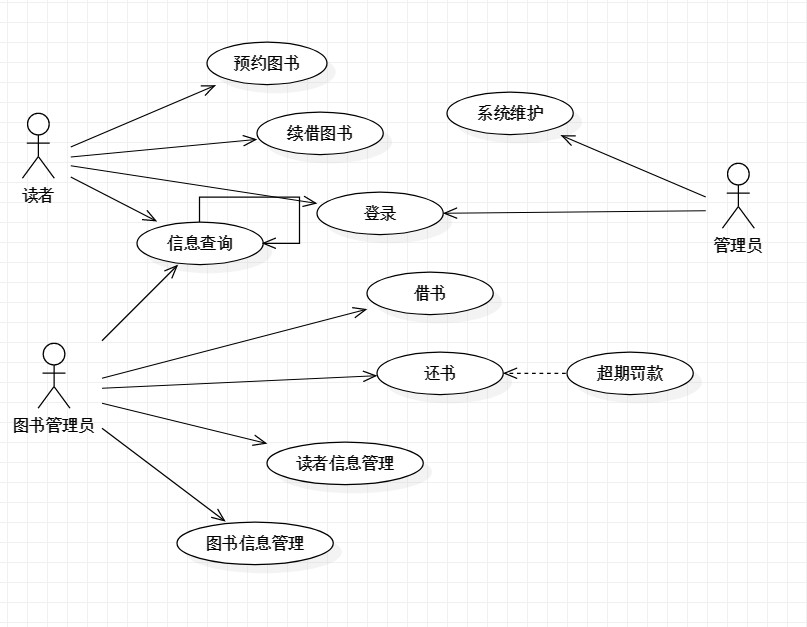 预约图书
系统维护
续借图书
读者
登录
管理员
信息查询
借书
还书
超期罚款
图书管理员
读者信息管理
图书信息管理